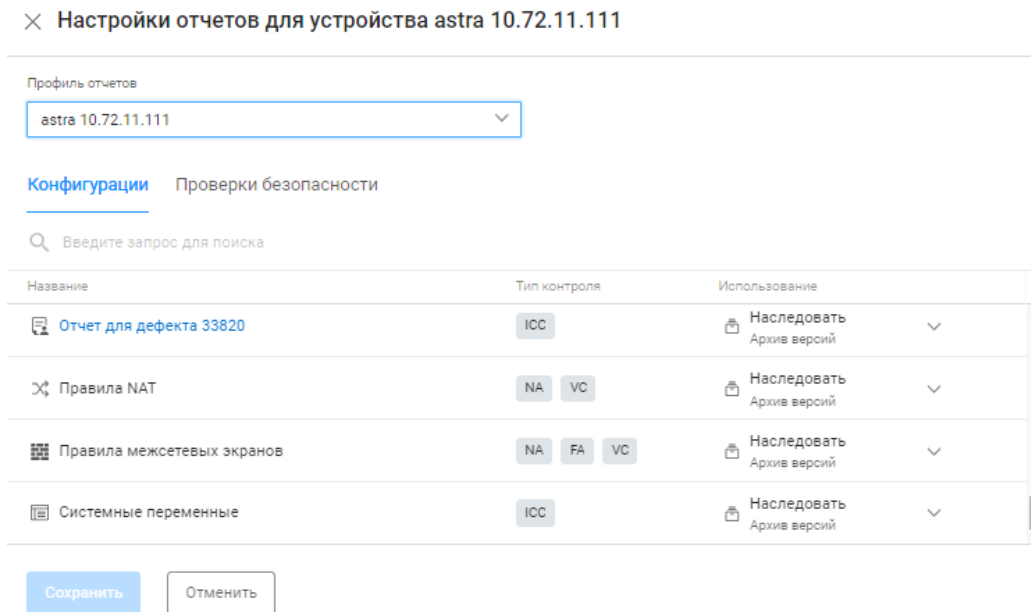 Настройки отчетов для устройства astra 10.72.11.111
Профиль отчетов
astra 10.72.11.111
Конфигурации Проверки безопасности
Введите запрос для поиска
Название Тип контроля Использование
Отчет для дефекта 33820 ICC Наследовать
Архив версий
Правила NAT NA VC Наследовать
Архив версий
Правила межсетевых экранов NA FA VC Наследовать
Архив версий
Системные переменные ICC Наследовать
Архив версий
Сохранить Отменить